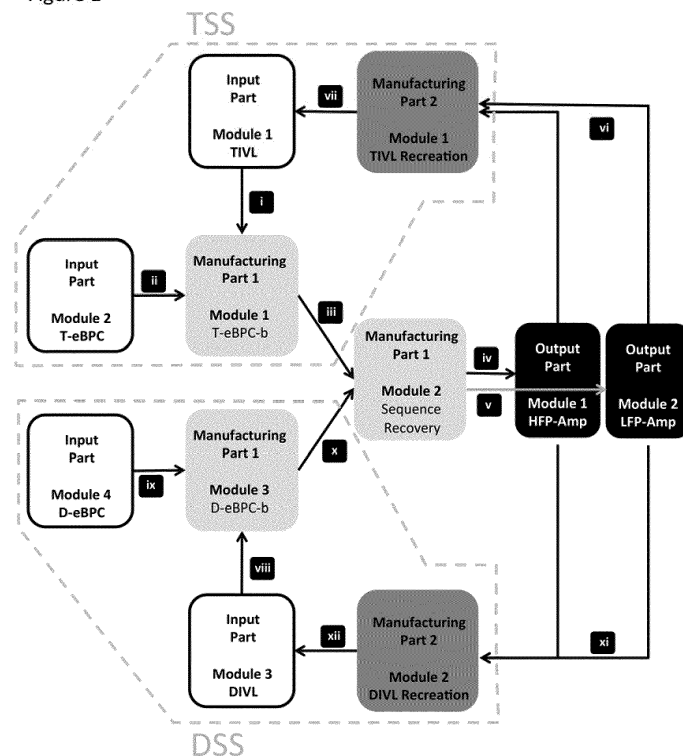 TSS
Input
Part
Module 1
TIVL
vii
Manufacturing
Part 2
Module 1
TIVL Recreation
vi
i
Input
Part
Module 2
T-eBPC
ii
Manufacturing
Part 1
Module 1
T-eBPC-b
iii
Manufacturing
Part 1
Module 2
Sequence
Recovery
iv
v
Output
Part
Module 1
HFP-Amp
Output
Part
Module 2
LFP-Amp
Input
Part
Module 4
D-eBPC
ix
Manufacturing
Part 1
Module 3
D-eBPC-b
x
viii
Input
Part
Module 3
DIVL
xii
Manufacturing
Part 2
Module 2
DIVL Recreation
xi
DSS